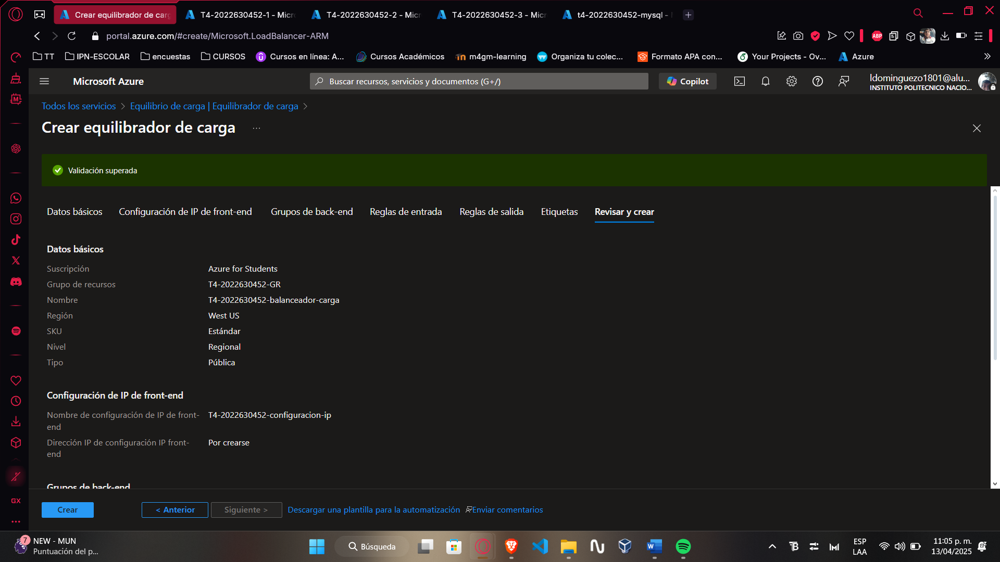 Crear equilibrador de car
T4-2022630452-1 - Micr
T4-2022630452-2 - Micr
T4-2022630452-3 - Micr
t4-2022630452-mysql -
portal.azure.com/#create/Microsoft.LoadBalancer-ARM
ABP
TT
IPN-ESCOLAR
encuestas
CURSOS
Cursos en línea: A...
Cursos Académicos
m4gm-learning
Organiza tu colec...
Formato APA con...
Your Projects - Ov...
Azure
Microsoft Azure
Buscar recursos, servicios y documentos (G+/)
Copilot
ldominguezo1801@alu...
INSTITUTO POLITECNICO NACIO...
Todos los servicios > Equilibrio de carga | Equilibrador de carga >
Crear equilibrador de carga ...
Validación superada
Datos básicos
Configuración de IP de front-end
Grupos de back-end
Reglas de entrada
Reglas de salida
Etiquetas
Revisar y crear
Datos básicos
Suscripción Azure for Students
Grupo de recursos T4-2022630452-GR
Nombre T4-2022630452-balanceador-carga
Región West US
SKU Estándar
Nivel Regional
Tipo Pública
Configuración de IP de front-end
Nombre de configuración de IP de front- T4-2022630452-configuracion-ip
end
Dirección IP de configuración IP front- Por crearse
end
Grupos de back-end
GX
Crear
< Anterior
Siguiente >
Descargar una plantilla para la automatización
Enviar comentarios
7
NEW - MUN
Puntuación del p...
Búsqueda
ESP
LAA
11:05 p. m.
13/04/2025